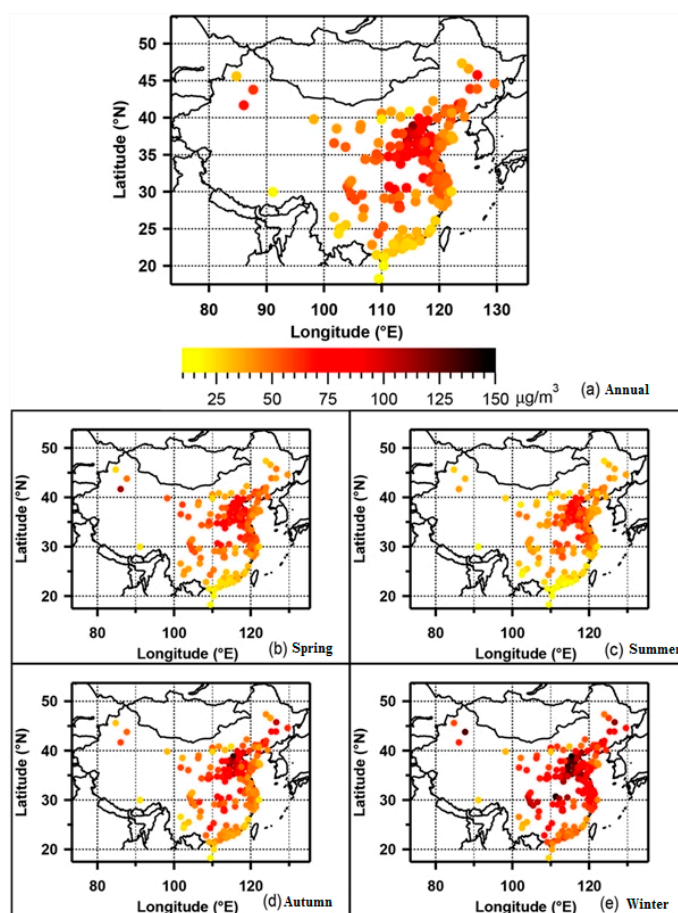 50
45
40
35
30
25
20
Latitude (°N)
80 90 100 110 120 130
Longitude (°E)
25 50 75 100 125 150 µg/m³
(a) Annual
50
40
30
20
Latitude (°N)
80 100 120
Longitude (°E)
(b) Spring
50
40
30
20
Latitude (°N)
80 100 120
Longitude (°E)
(c) Summer
50
40
30
20
Latitude (°N)
80 100 120
Longitude (°E)
(d) Autumn
50
40
30
20
Latitude (°N)
80 100 120
Longitude (°E)
(e) Winter